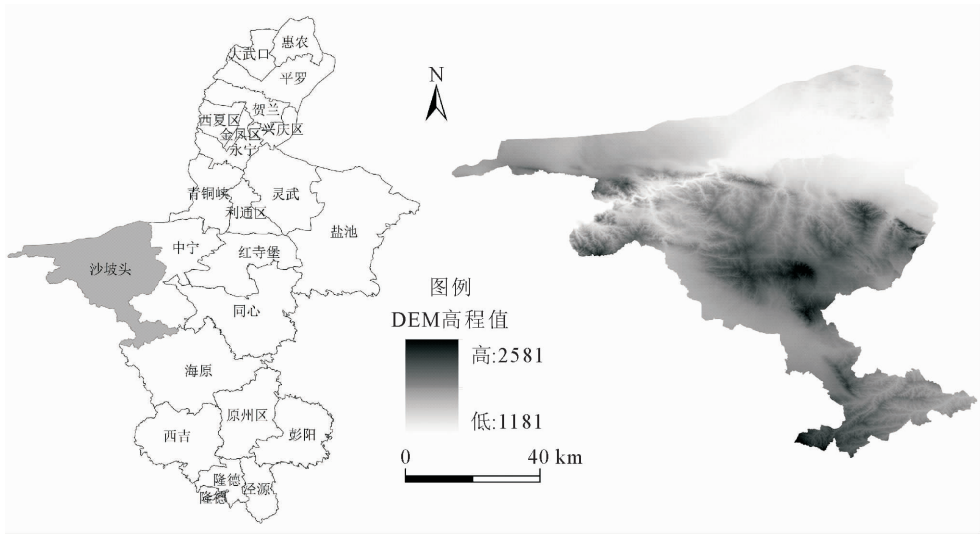 惠农
大武口
平罗
贺兰
西夏区
兴庆区
金凤区
永宁
青铜峡
灵武
利通区
盐池
中宁
红寺堡
沙坡头
同心
海原
原州区
西吉
彭阳
隆德
隆德
泾源
N
图例
DEM高程值
高:2581
低:1181
0 40 km